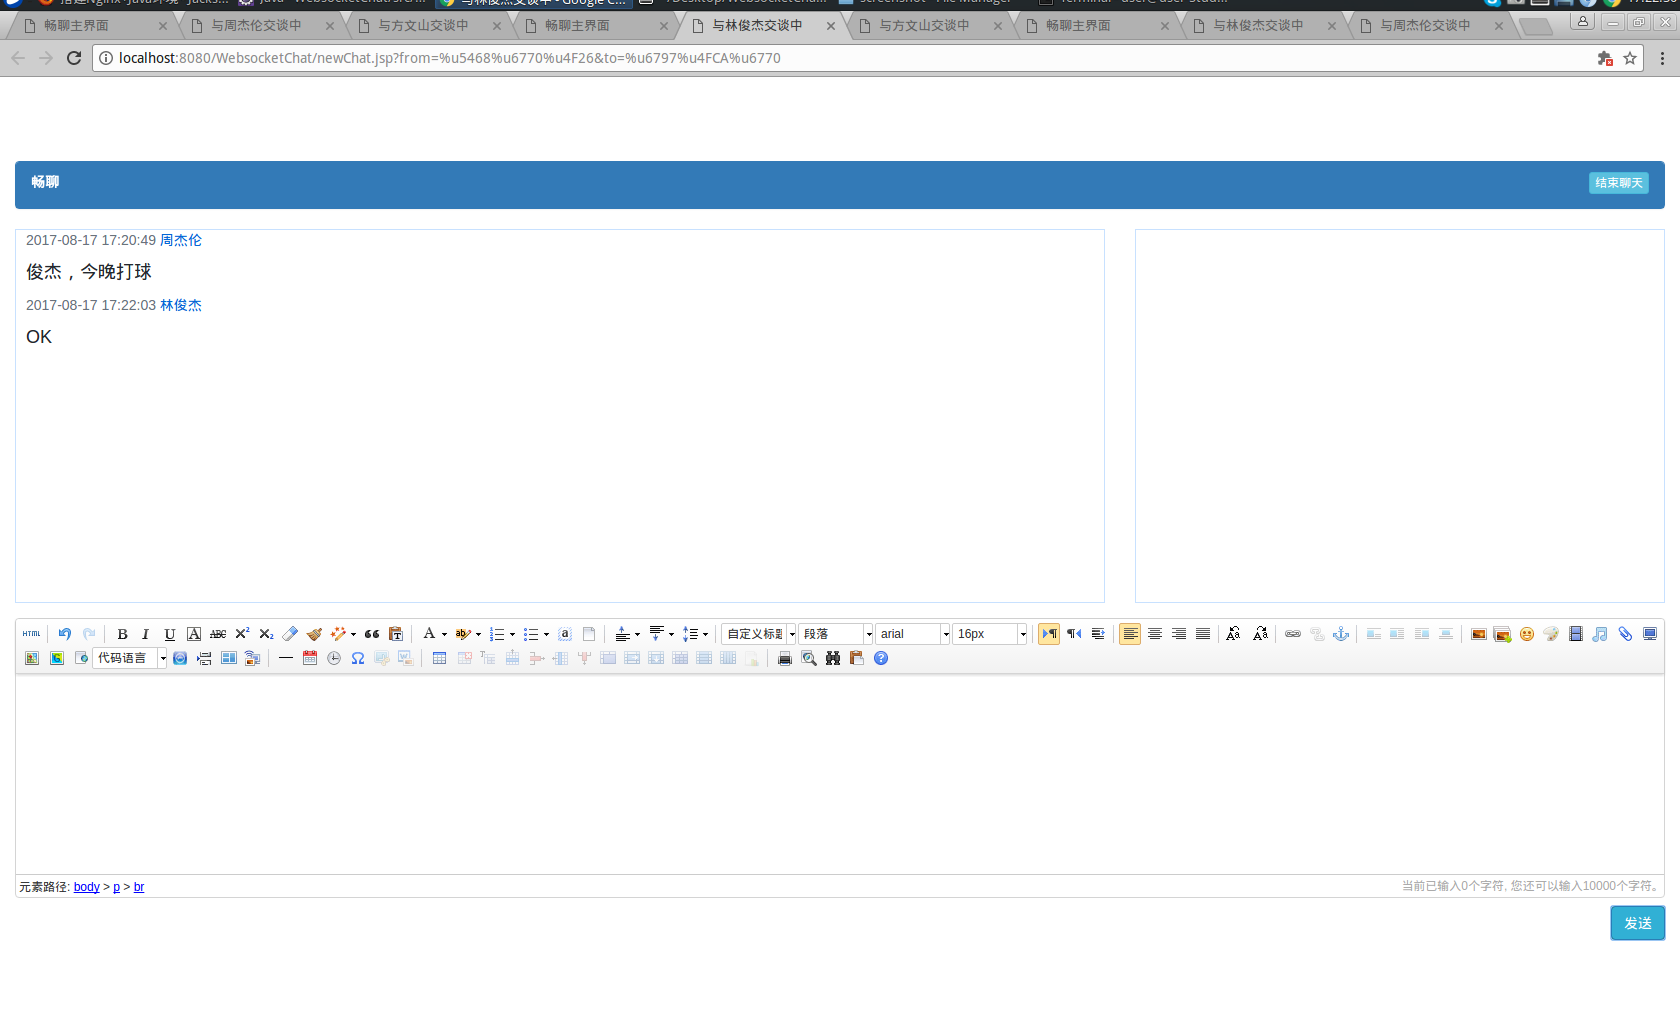 畅聊主界面
与周杰伦交谈中
与方文山交谈中
畅聊主界面
与林俊杰交谈中
与方文山交谈中
畅聊主界面
与林俊杰交谈中
与周杰伦交谈中
localhost:8080/WebsocketChat/newChat.jsp?from=%u5468%u6770%u4F26&to=%u6797%u4FCA%u6770
畅聊
结束聊天
2017-08-17 17:20:49 周杰伦
俊杰，今晚打球
2017-08-17 17:22:03 林俊杰
OK
HTML
自定义标题
段落
arial
16px
代码语言
元素路径: body > p > br
当前已输入0个字符, 您还可以输入10000个字符。
发送